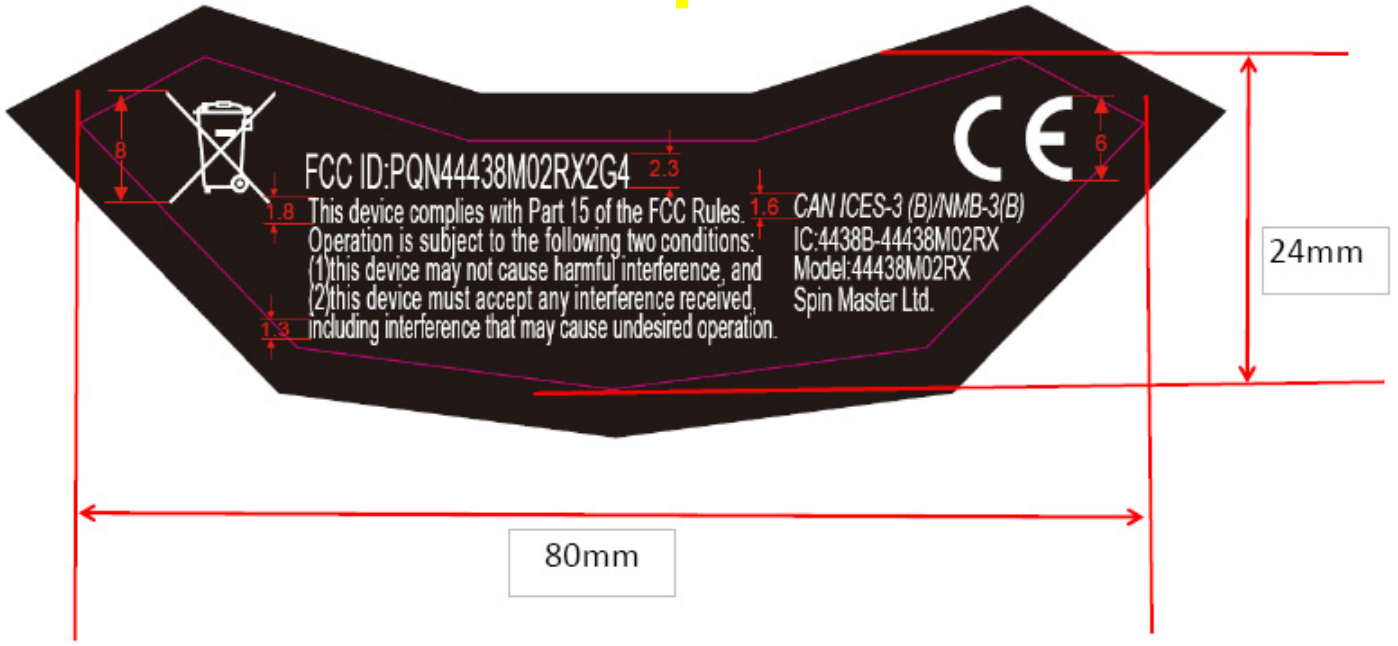 8
CE
6
24mm
FCC ID:PQN44438M02RX2G4
2.3
1.8
This device complies with Part 15 of the FCC Rules.
Operation is subject to the following two conditions:
(1)this device may not cause harmful interference, and
(2)this device must accept any interference received,
including interference that may cause undesired operation.
1.3
1.6
CAN ICES-3 (B)/NMB-3(B)
IC:4438B-44438M02RX
Model:44438M02RX
Spin Master Ltd.
80mm